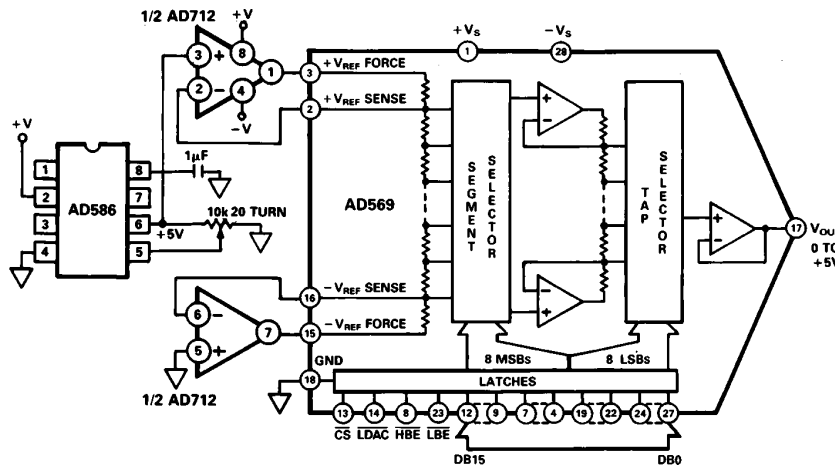 1/2 AD712
+V
8
3 +
1
2 −
4
−V
+VS
1
−VS
28
3
+VREF FORCE
2
+VREF SENSE
+V
1
2
3
4
AD586
8
7
6
5
1µF
10k 20 TURN
+5V
AD569
SEGMENT
SELECTOR
+
−
+
−
TAP
SELECTOR
+
−
17
VOU
0 TO
+5V
16
−VREF SENSE
15
−VREF FORCE
6 −
7
5 +
1/2 AD712
GND
18
8 MSBs
8 LSBs
LATCHES
13
14
8
23
12
9
7
4
19
22
24
27
CS
LDAC
HBE
LBE
DB15
DB0